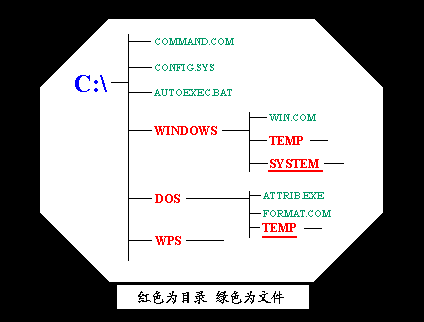 COMMAND.COM
CONFIG.SYS
C:\
AUTOEXEC.BAT
WIN.COM
WINDOWS
TEMP
SYSTEM
DOS
ATTRIB.EXE
FORMAT.COM
TEMP
WPS
红色为目录 绿色为文件